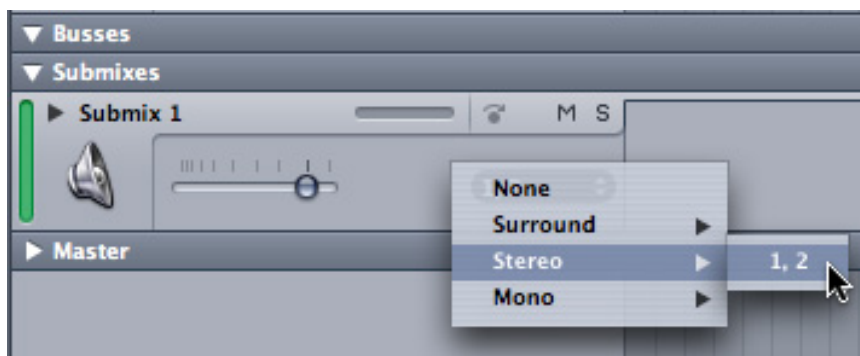 Busses
Submixes
Submix 1 M S
None
Surround
Stereo 1, 2
Mono
Master